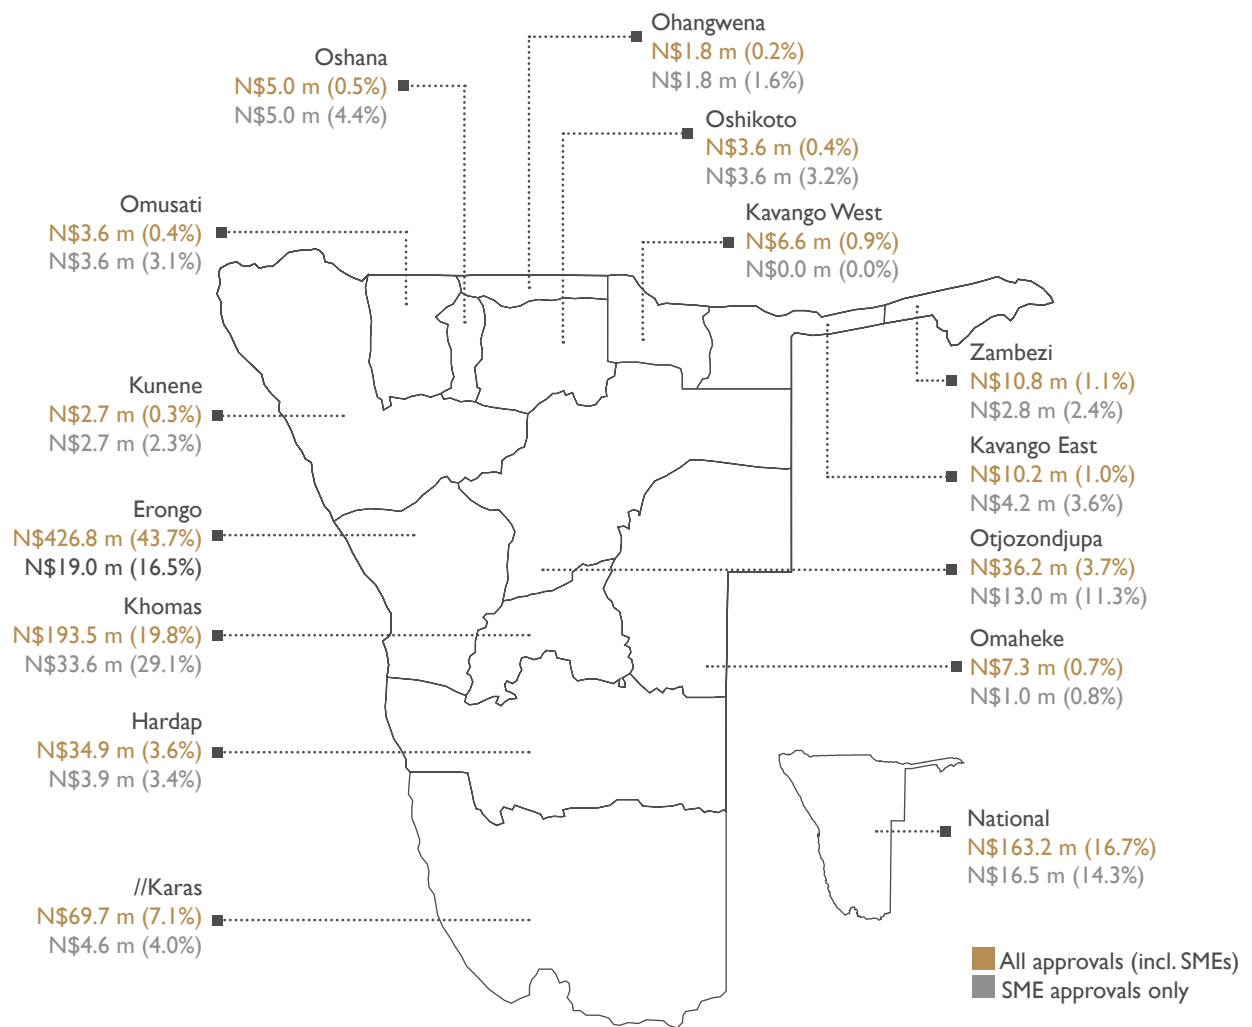 Ohangwena
N$1.8 m (0.2%)
N$1.8 m (1.6%)
Oshana
N$5.0 m (0.5%)
N$5.0 m (4.4%)
Oshikoto
N$3.6 m (0.4%)
N$3.6 m (3.2%)
Omusati
N$3.6 m (0.4%)
N$3.6 m (3.1%)
Kavango West
N$6.6 m (0.9%)
N$0.0 m (0.0%)
Zambezi
N$10.8 m (1.1%)
N$2.8 m (2.4%)
Kunene
N$2.7 m (0.3%)
N$2.7 m (2.3%)
Kavango East
N$10.2 m (1.0%)
N$4.2 m (3.6%)
Erongo
N$426.8 m (43.7%)
N$19.0 m (16.5%)
Otjozondjupa
N$36.2 m (3.7%)
N$13.0 m (11.3%)
Khomas
N$193.5 m (19.8%)
N$33.6 m (29.1%)
Omaheke
N$7.3 m (0.7%)
N$1.0 m (0.8%)
Hardap
N$34.9 m (3.6%)
N$3.9 m (3.4%)
National
N$163.2 m (16.7%)
N$16.5 m (14.3%)
//Karas
N$69.7 m (7.1%)
N$4.6 m (4.0%)
All approvals (incl. SMEs)
SME approvals only